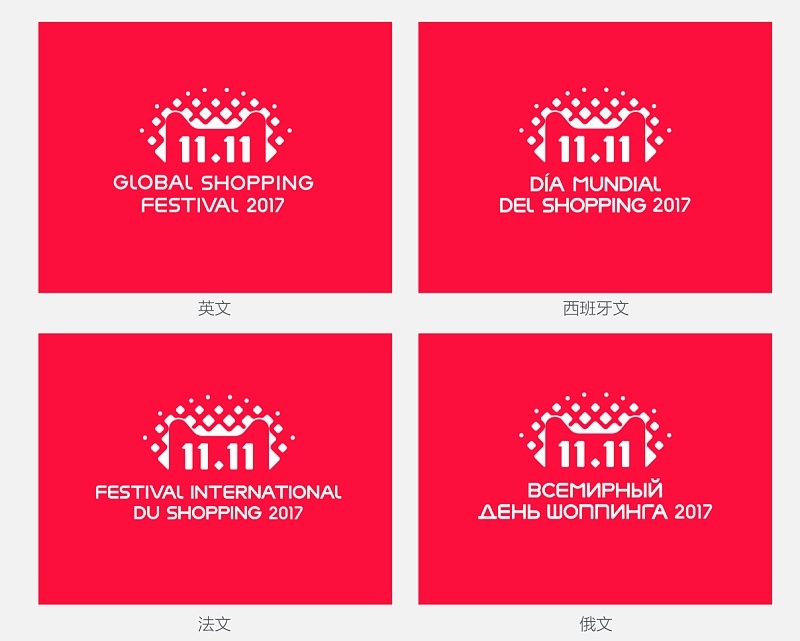 11.11
GLOBAL SHOPPING
FESTIVAL 2017
英文
11.11
DÍA MUNDIAL
DEL SHOPPING 2017
西班牙文
11.11
FESTIVAL INTERNATIONAL
DU SHOPPING 2017
法文
11.11
ВСЕМИРНЫЙ
ДЕНЬ ШОППИНГА 2017
俄文